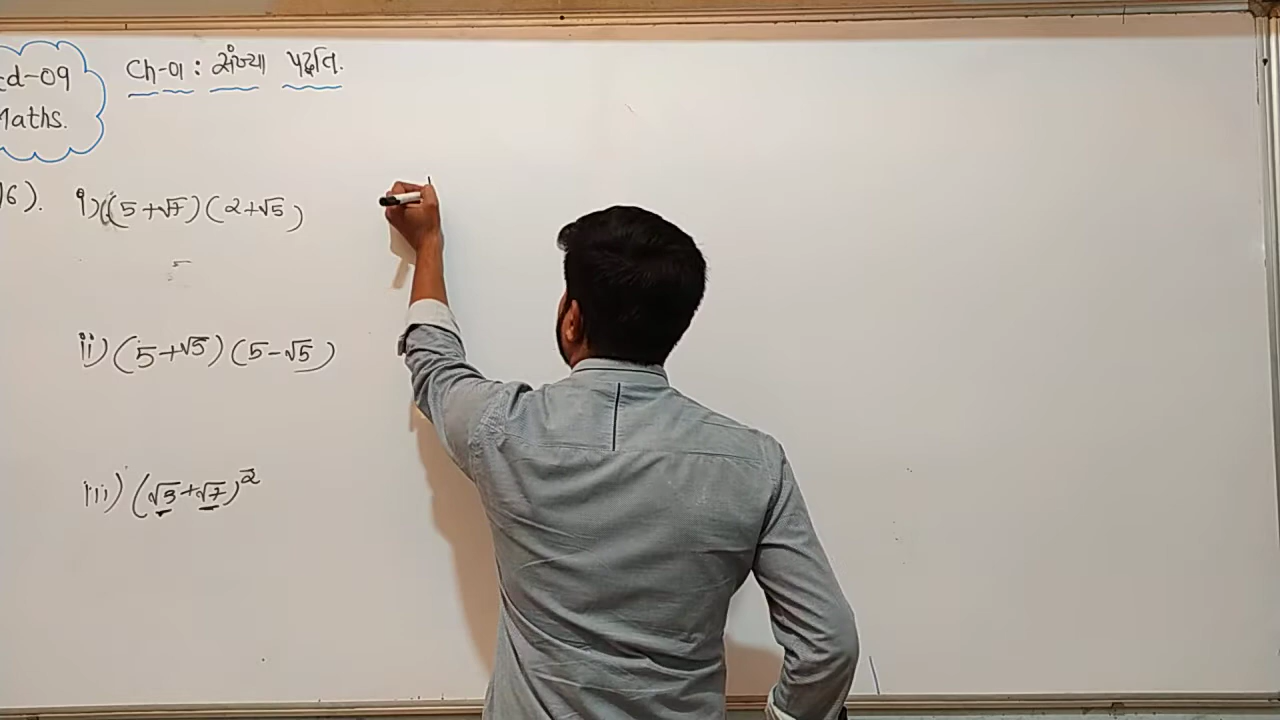 d-09
Maths.
Ch-01 : સંખ્યા પદ્ધતિ.
16). i) (5+√7)(2+√5)
ii) (5+√5)(5-√5)
iii) (√3+√7)²